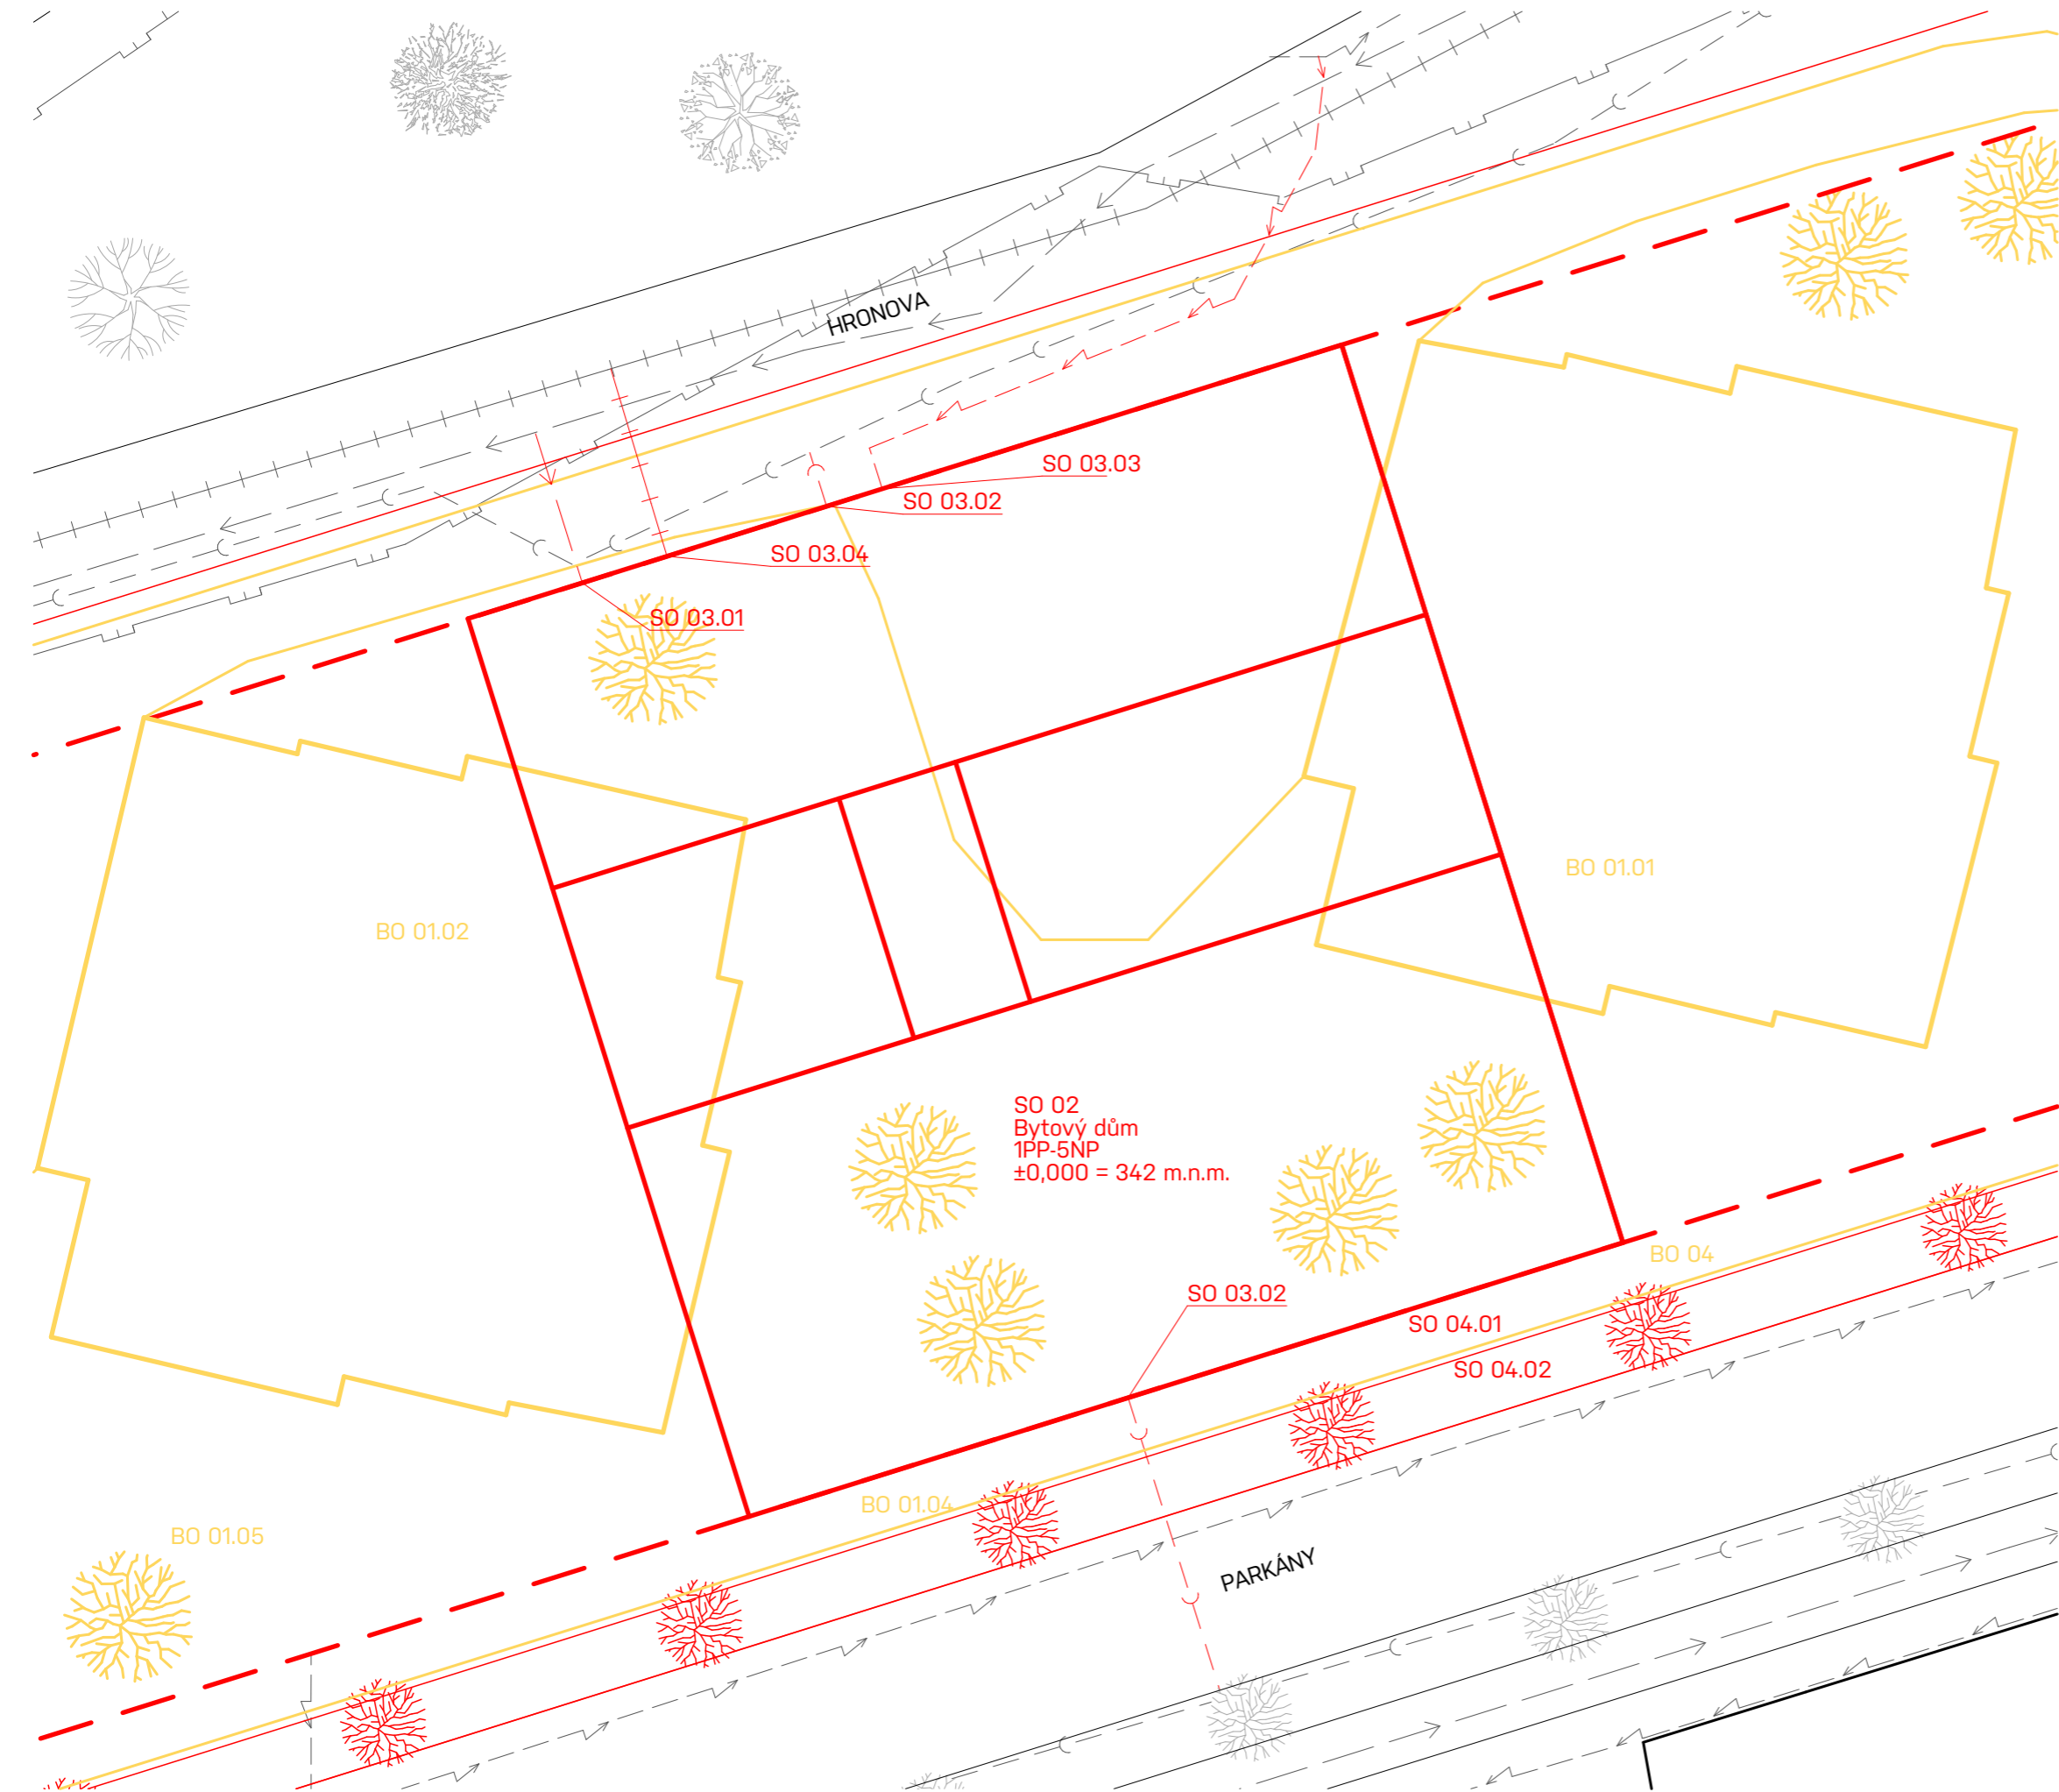 HRONOVA
SO 03.03
SO 03.02
SO 03.04
SO 03.01
BO 01.01
BO 01.02
SO 02
Bytový dům
1PP-5NP
±0,000 = 342 m.n.m.
BO 04
SO 03.02
SO 04.01
SO 04.02
BO 01.04
BO 01.05
PARKÁNY